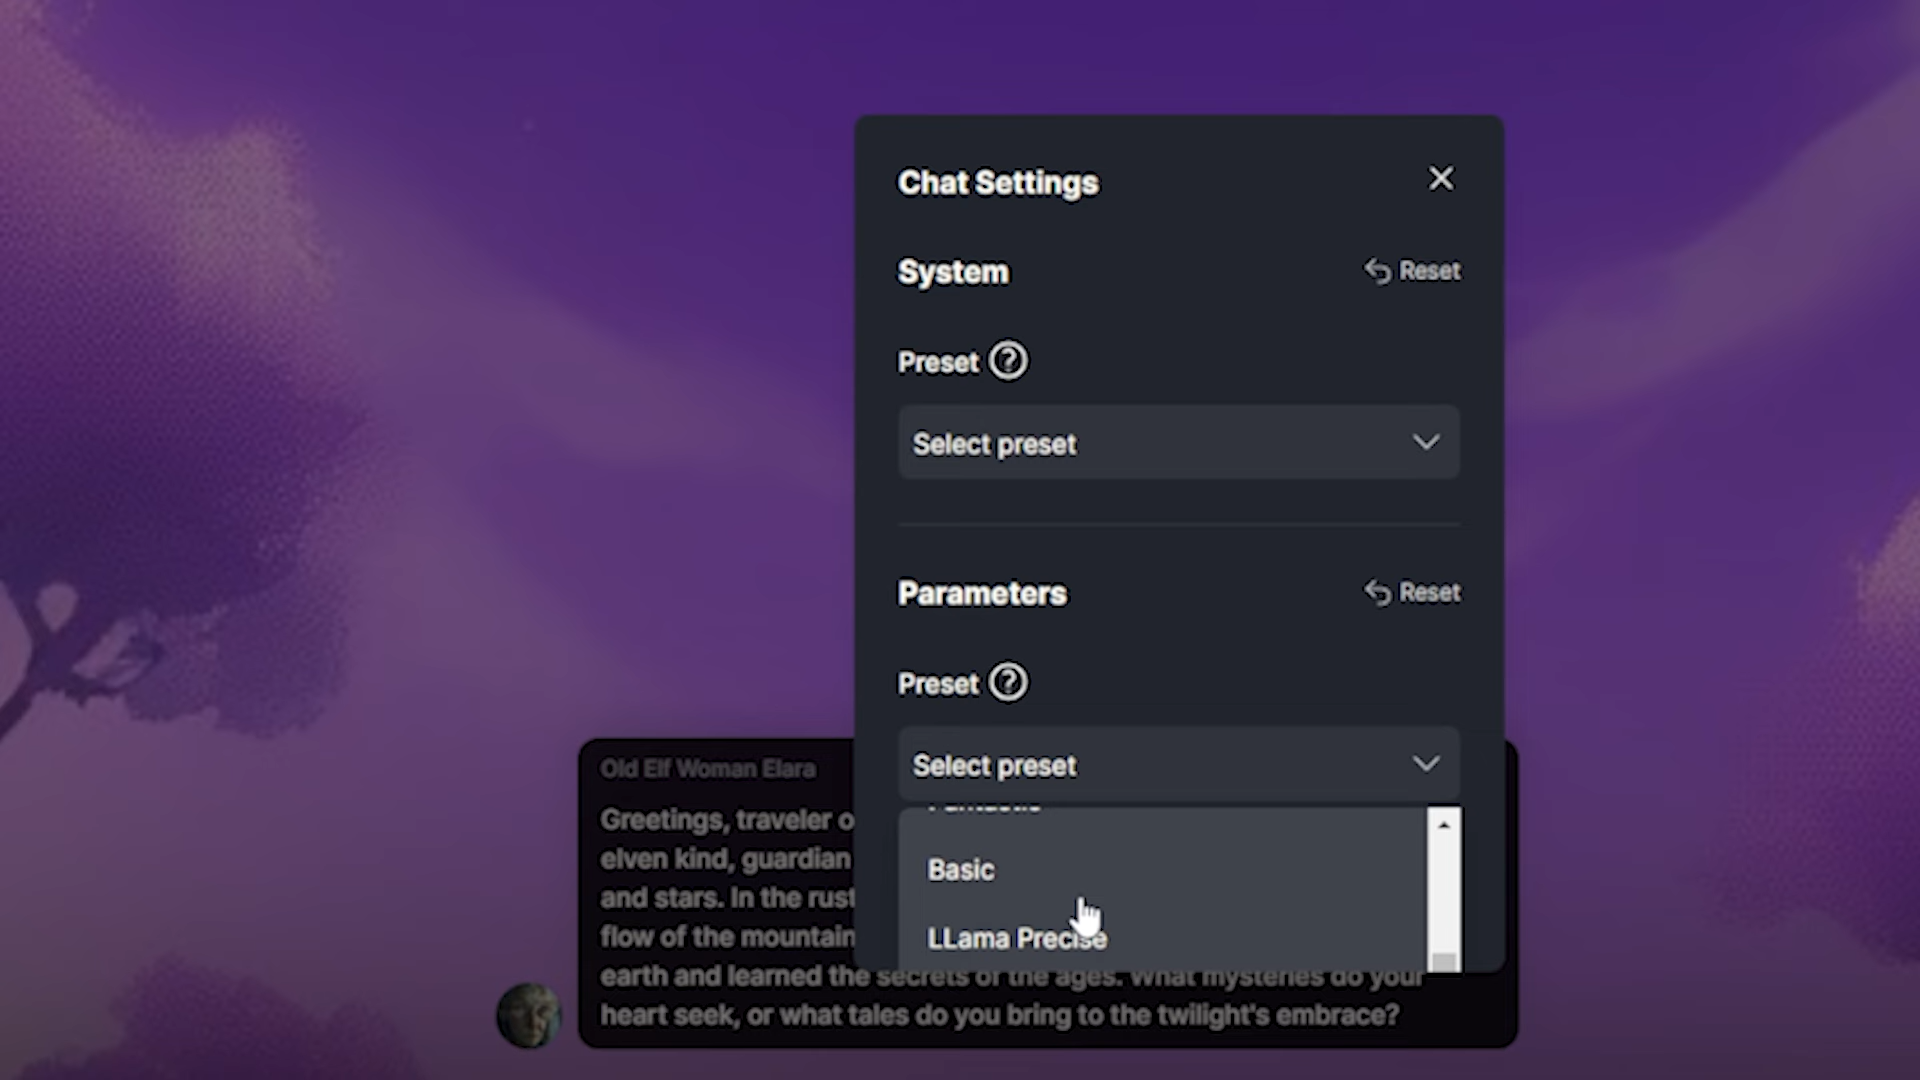 Chat Settings
System
Reset
Preset
Select preset
Parameters
Reset
Preset
Select preset
Basic
LLama Precise
Old Elf Woman Elara
Greetings, traveler
elven kind, guardian
and stars. In the
flow of the mountain
earth and learned the secrets of the ages. What mysteries do your
heart seek, or what tales do you bring to the twilight's embrace?